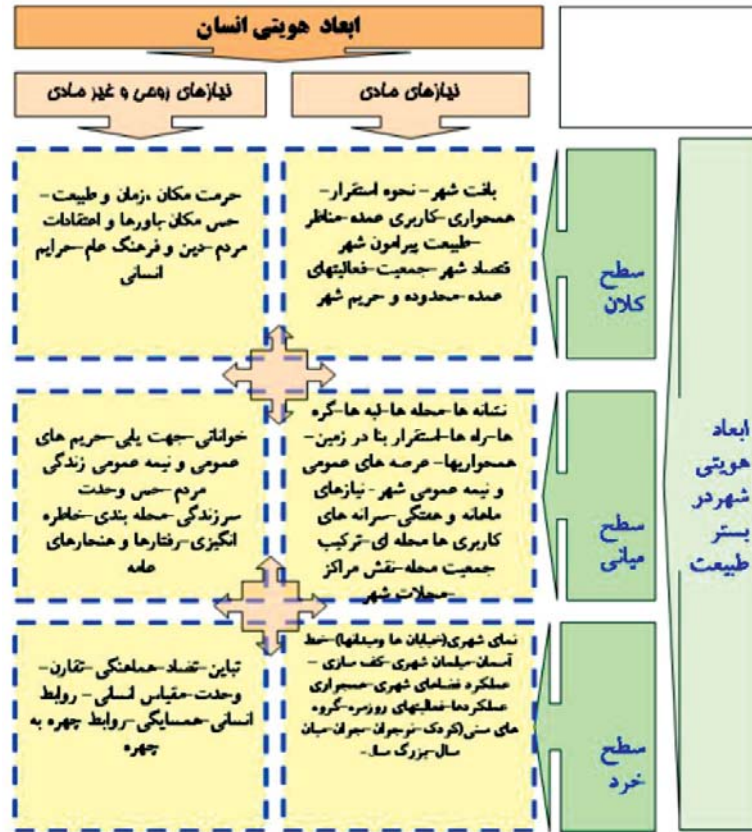 ابعاد هویتی انسان
نیازهای مادی
نیازهای روحی و غیر مادی
سطح
کلان
بافت شهر- نحوه استقرار-
همجواری-کاربری عمده-مناظر
-طبیعت پیرامون شهر
قتصاد شهر-جمعیت-فعالیتهای
عمده-محدوده و حریم شهر
حرمت مکان ،زمان و طبیعت-
حس مکان-باورها و اعتقادات
مردم-دین و فرهنگ عام-حرایم
انسانی
ابعاد
هویتی
شهردر
بستر
طبیعت
سطح
میانی
نشانه ها-محله ها-لبه ها-گره
ها-راه ها-استقرار بنا در زمین-
همجواریها- عرصه های عمومی
و نیمه عمومی شهر- نیازهای
ماهانه و هفتگی-سرانه های
کاربری ها محله ای-ترکیب
جمعیت محله-نقش مراکز
-محلات شهر
خوانائی-جهت یابی-حریم های
عمومی و نیمه عمومی زندگی
مردم-حس وحدت
سرزندگی-محله بندی-خاطره
انگیزی-رفتارها و هنجارهای
عامه
سطح
خرد
نمای شهری(خیابان ها ومیدانها)-خط
آسمان-مبلمان شهری-کف سازی -
عملکرد فضاهای شهری-همجواری
عملکردها-فعالیتهای روزمره-گروه
های سنی(کودک-نوجوان-جوان-میان
سال-بزرگ سال-
تباین-تضاد-هماهنگی-تقارن-
وحدت-مقیاس انسانی- روابط
انسانی-همسایگی-روابط چهره به
چهره